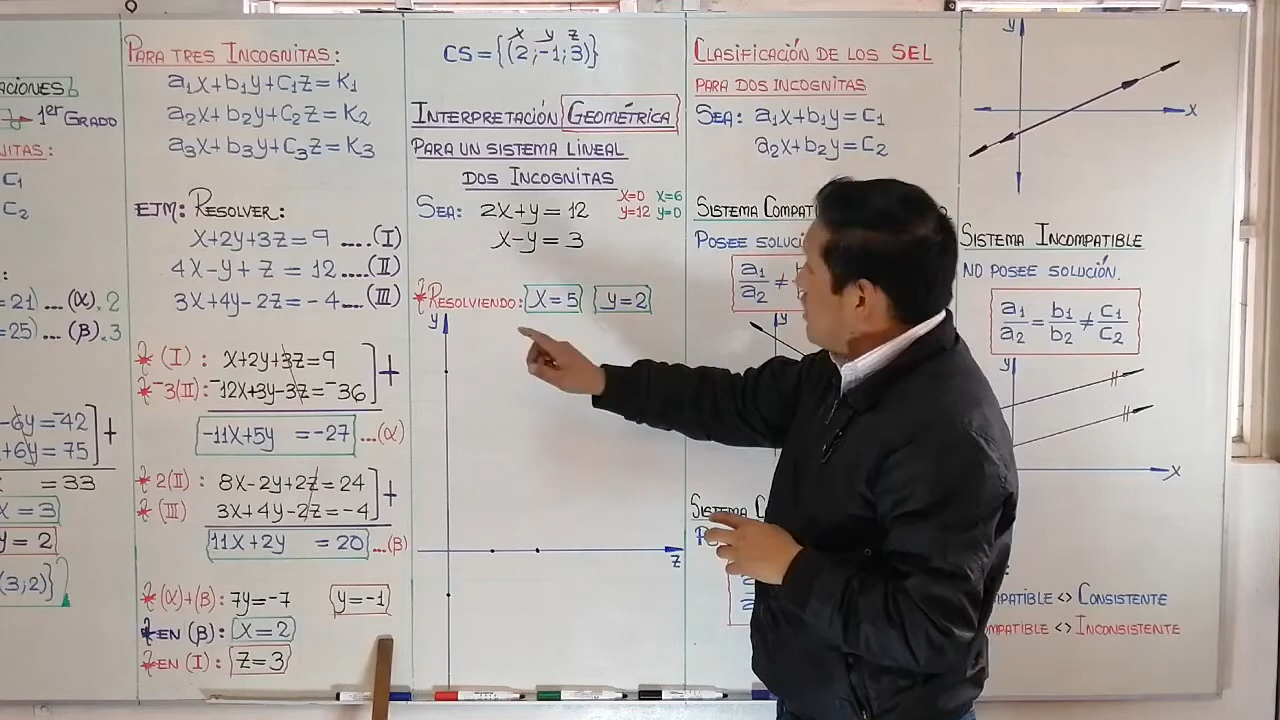 ACIONES
1er GRADO
NITAS:
C1
C2
:
=21) ...(α).2
=25)...(β).3
-6y=-42
+6y=75
+
=33
x=3
y=2
(3;2)}
PARA TRES INCOGNITAS:
a1x+b1y+C1z=K1
a2x+b2y+C2z=K2
a3x+b3y+C3z=K3
EJM: RESOLVER:
x+2y+3z=9 ....(I)
4x-y+z=12....(II)
3x+4y-2z=-4...(III)
* (I): x+2y+3z=9
* -3(II): -12x+3y-3z=-36
+
-11x+5y =-27 ...(α)
* 2(II): 8x-2y+2z=24
* (III) 3x+4y-2z=-4
+
11x+2y =20 ...(β)
* (α)+(β): 7y=-7 y=-1
* EN (β): x=2
* EN (I): z=3
x y z
CS={(2;-1;3)}
INTERPRETACIÓN GEOMÉTRICA
PARA UN SISTEMA LINEAL
DOS INCOGNITAS
SEA: 2x+y=12
x-y=3
x=0 x=6
y=12 y=0
* RESOLVIENDO: x=5 y=2
y
z
CLASIFICACIÓN DE LOS SEL
PARA DOS INCOGNITAS
SEA: a1x+b1y=C1
a2x+b2y=C2
SISTEMA COMPATI
POSEE SOLUCI
a1/a2 ≠ b
y
SISTEMA C
y
x
SISTEMA INCOMPATIBLE
NO POSEE SOLUCIÓN.
a1/a2 = b1/b2 ≠ C1/C2
y
x
:
MPATIBLE <> CONSISTENTE
OMPATIBLE <> INCONSISTENTE